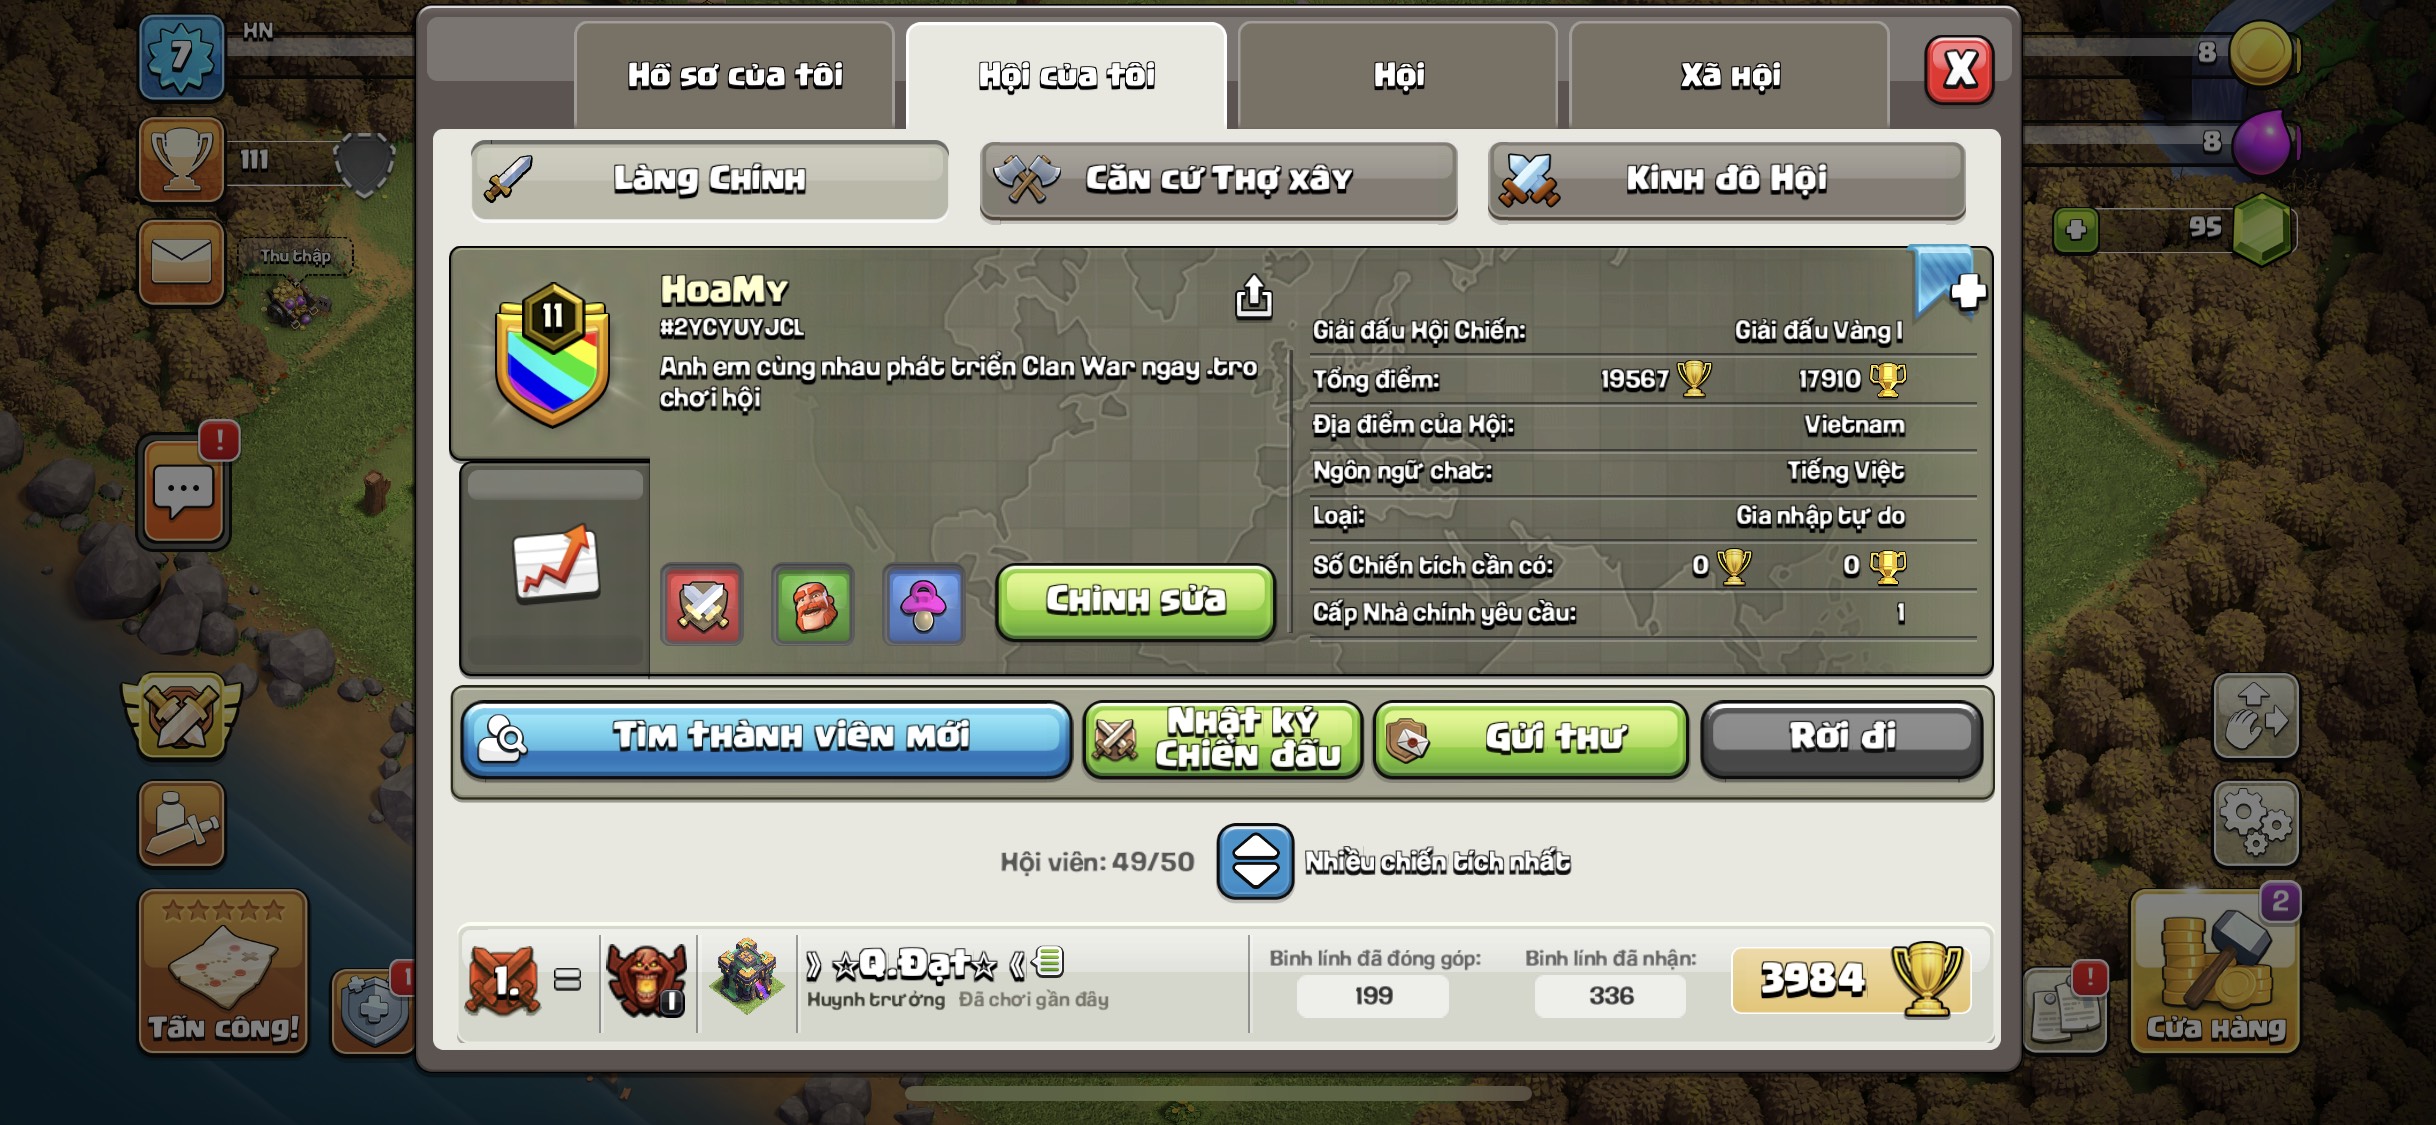 7
HN
111
Thu thập
!
Tấn công!
1
Hồ sơ của tôi
Hội của tôi
Hội
Xã hội
X
Làng Chính
Căn cứ Thợ xây
Kinh đô Hội
11
HoaMy
#2YCYUYJCL
Anh em cùng nhau phát triển Clan War ngay .tro
chơi hội
Chỉnh sửa
Giải đấu Hội Chiến: Giải đấu Vàng I
Tổng điểm: 19567 17910
Địa điểm của Hội: Vietnam
Ngôn ngữ chat: Tiếng Việt
Loại: Gia nhập tự do
Số Chiến tích cần có: 0 0
Cấp Nhà chính yêu cầu: 1
Tìm thành viên mới
Nhật ký
Chiến đấu
Gửi thư
Rời đi
Hội viên: 49/50
Nhiều chiến tích nhất
1.
I
》☆Q.Đạt☆《
Huynh trưởng Đã chơi gần đây
Binh lính đã đóng góp:
199
Binh lính đã nhận:
336
3984
8
8
95
!
2
Cửa hàng